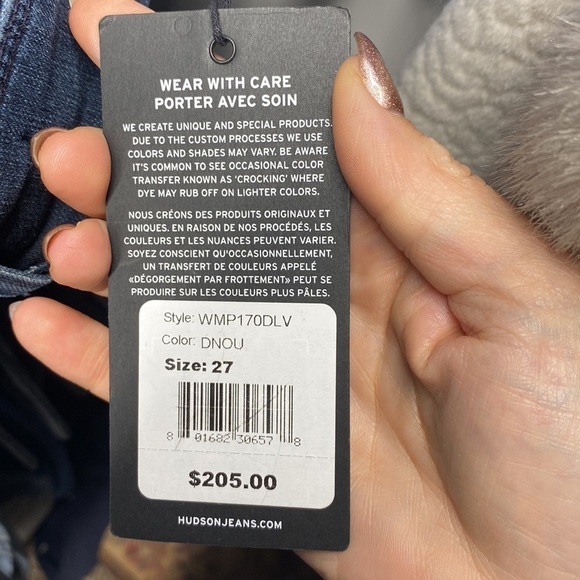 WEAR WITH CARE
PORTER AVEC SOIN
WE CREATE UNIQUE AND SPECIAL PRODUCTS.
DUE TO THE CUSTOM PROCESSES WE USE
COLORS AND SHADES MAY VARY. BE AWARE
IT'S COMMON TO SEE OCCASIONAL COLOR
TRANSFER KNOWN AS 'CROCKING' WHERE
DYE MAY RUB OFF ON LIGHTER COLORS.
NOUS CRÉONS DES PRODUITS ORIGINAUX ET
UNIQUES. EN RAISON DE NOS PROCÉDÉS, LES
COULEURS ET LES NUANCES PEUVENT VARIER.
SOYEZ CONSCIENT QU'OCCASIONNELLEMENT,
UN TRANSFERT DE COULEURS APPELÉ
«DÉGORGEMENT PAR FROTTEMENT» PEUT SE
PRODUIRE SUR LES COULEURS PLUS PÂLES.
Style: WMP170DLV
Color: DNOU
Size: 27
8 01682 30657 8
$205.00
HUDSONJEANS.COM